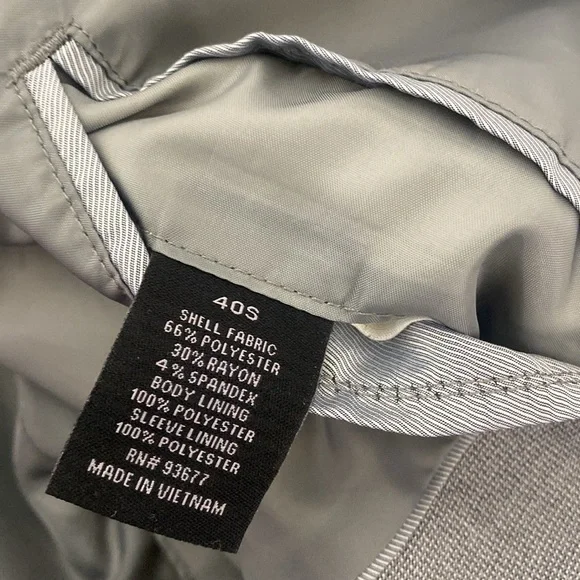 40S
SHELL FABRIC
66% POLYESTER
30% RAYON
4% SPANDEX
BODY LINING
100% POLYESTER
SLEEVE LINING
100% POLYESTER
RN# 93677
MADE IN VIETNAM